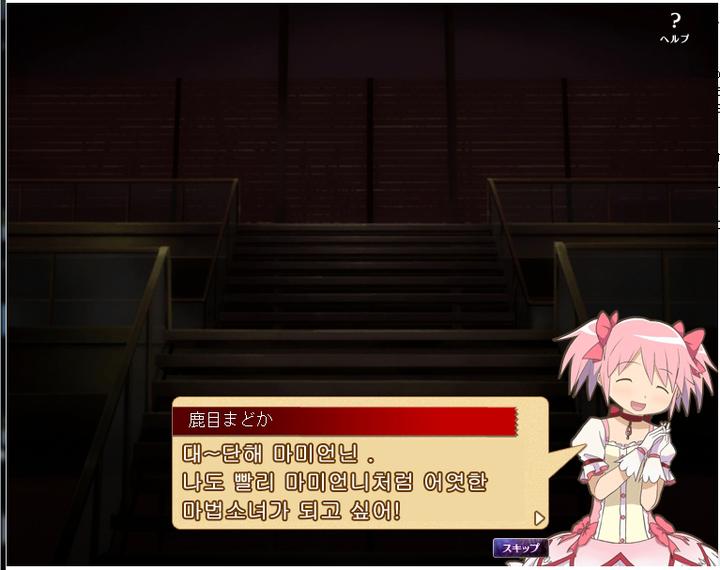 ?
ヘルプ
鹿目まどか
대~단해 마미언닌 .
나도 빨리 마미언니처럼 어엿한
마법소녀가 되고 싶어!
スキップ